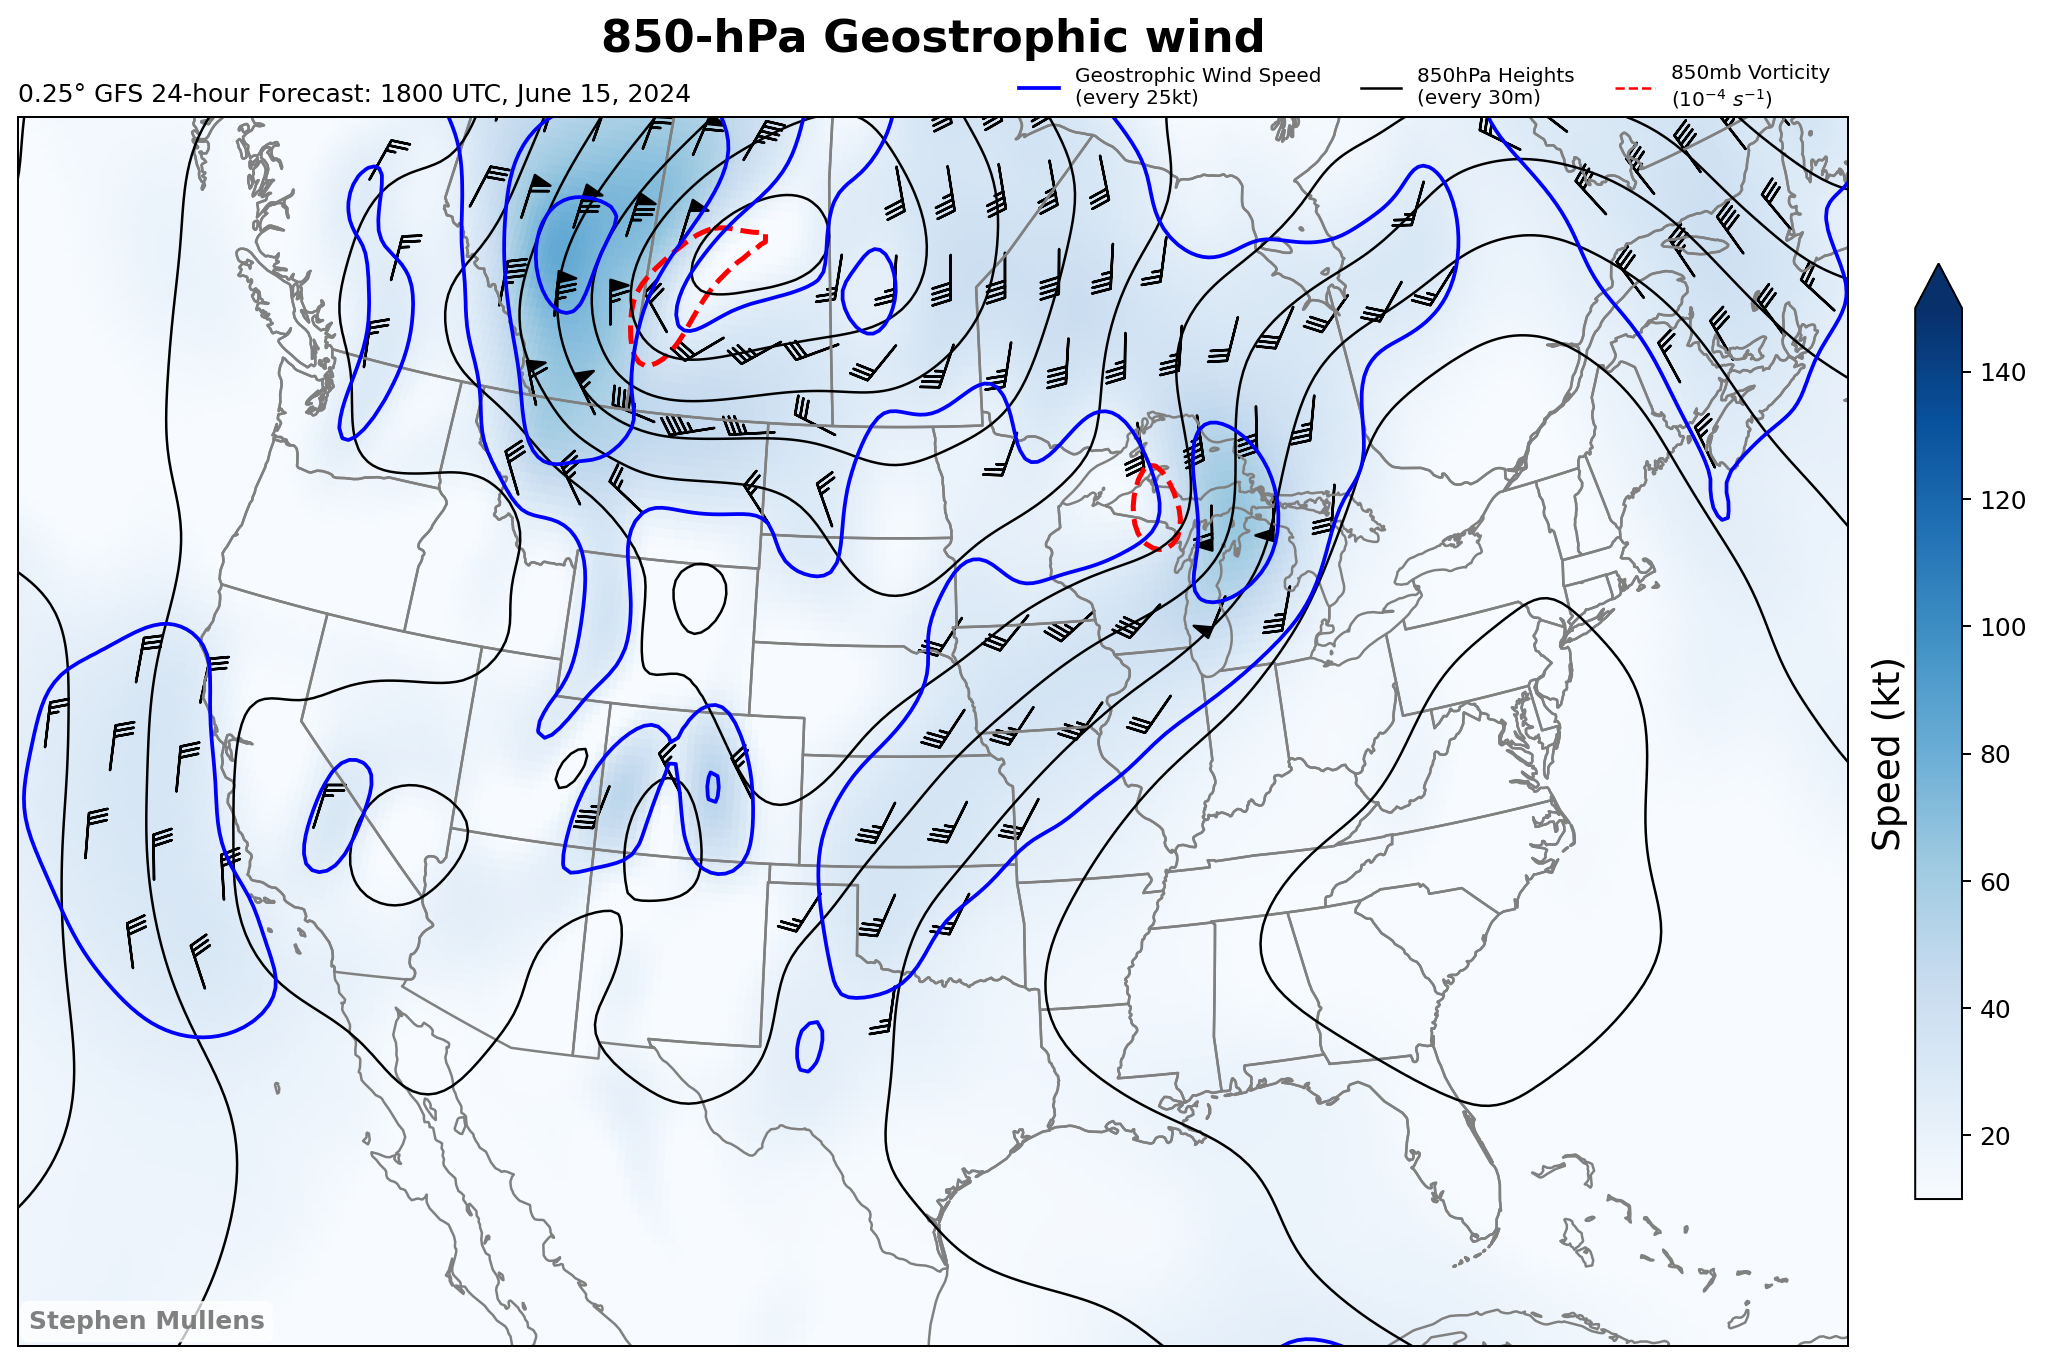 850-hPa Geostrophic wind
0.25° GFS 24-hour Forecast: 1800 UTC, June 15, 2024
Geostrophic Wind Speed
(every 25kt)
850hPa Heights
(every 30m)
850mb Vorticity
(10⁻⁴ s⁻¹)
140
120
100
80
60
40
20
Speed (kt)
Stephen Mullens